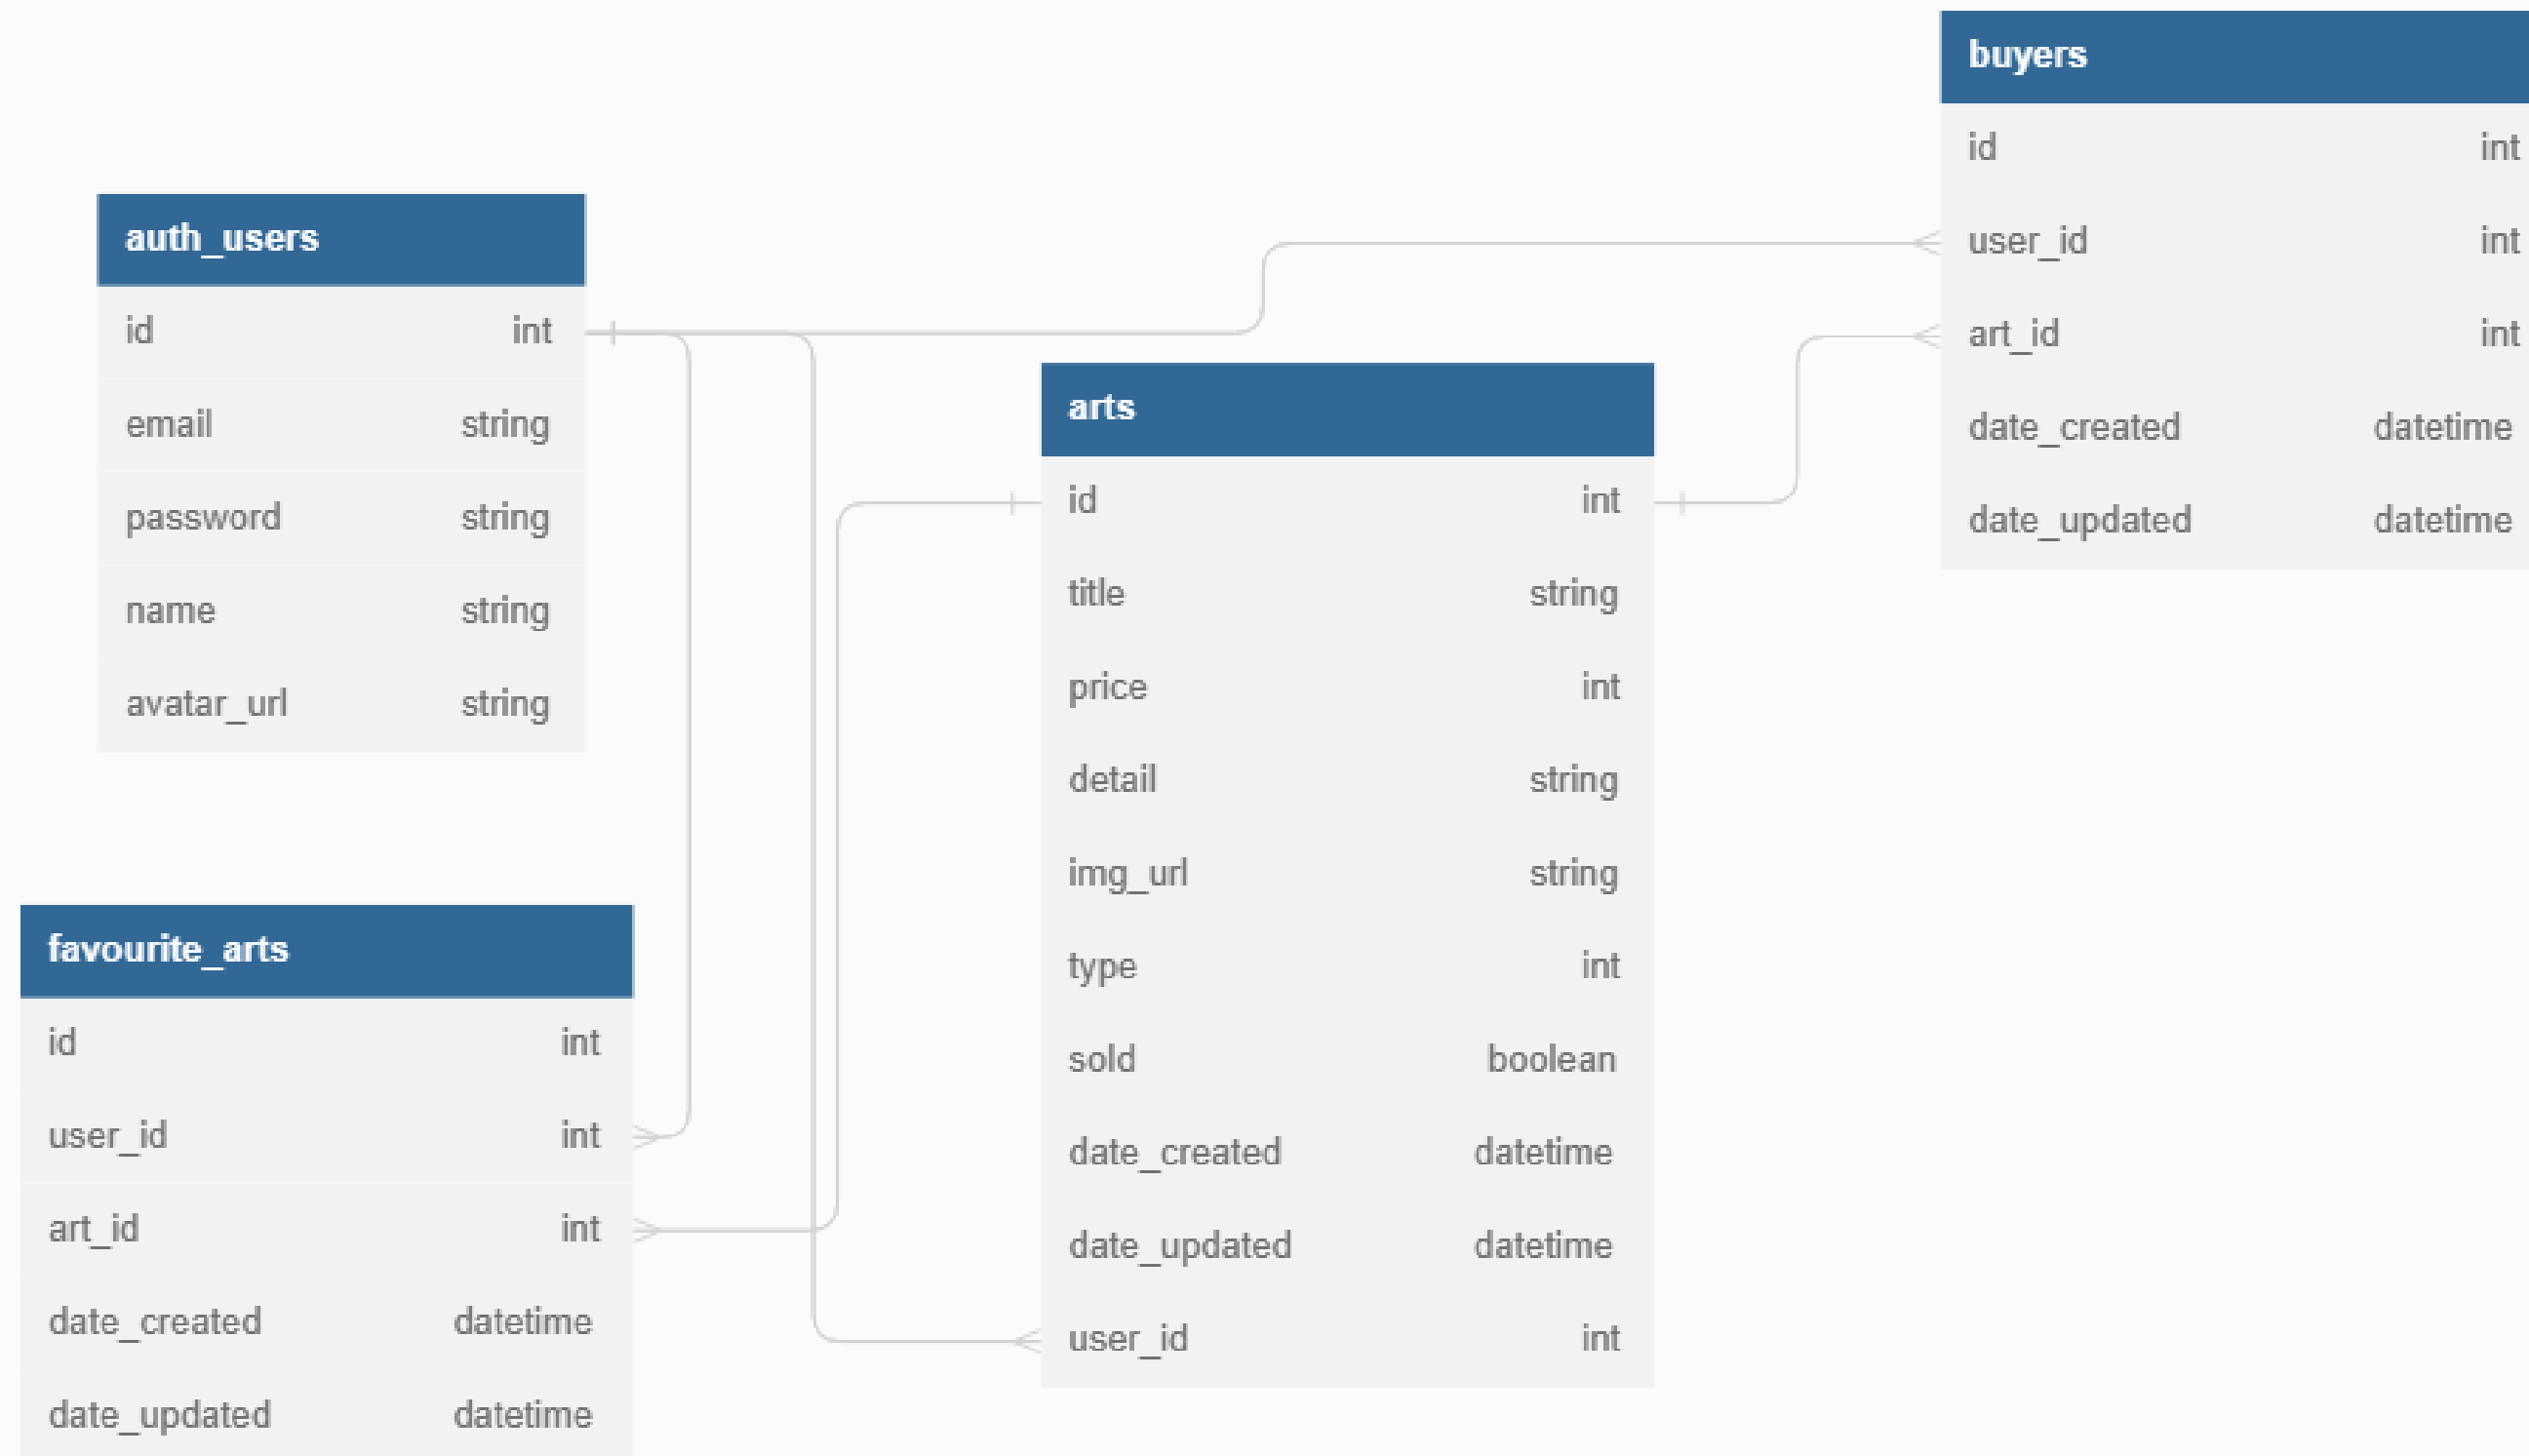 buyers
id int
user_id int
art_id int
date_created datetime
date_updated datetime
auth_users
id int
email string
password string
name string
avatar_url string
arts
id int
title string
price int
detail string
img_url string
type int
sold boolean
date_created datetime
date_updated datetime
user_id int
favourite_arts
id int
user_id int
art_id int
date_created datetime
date_updated datetime